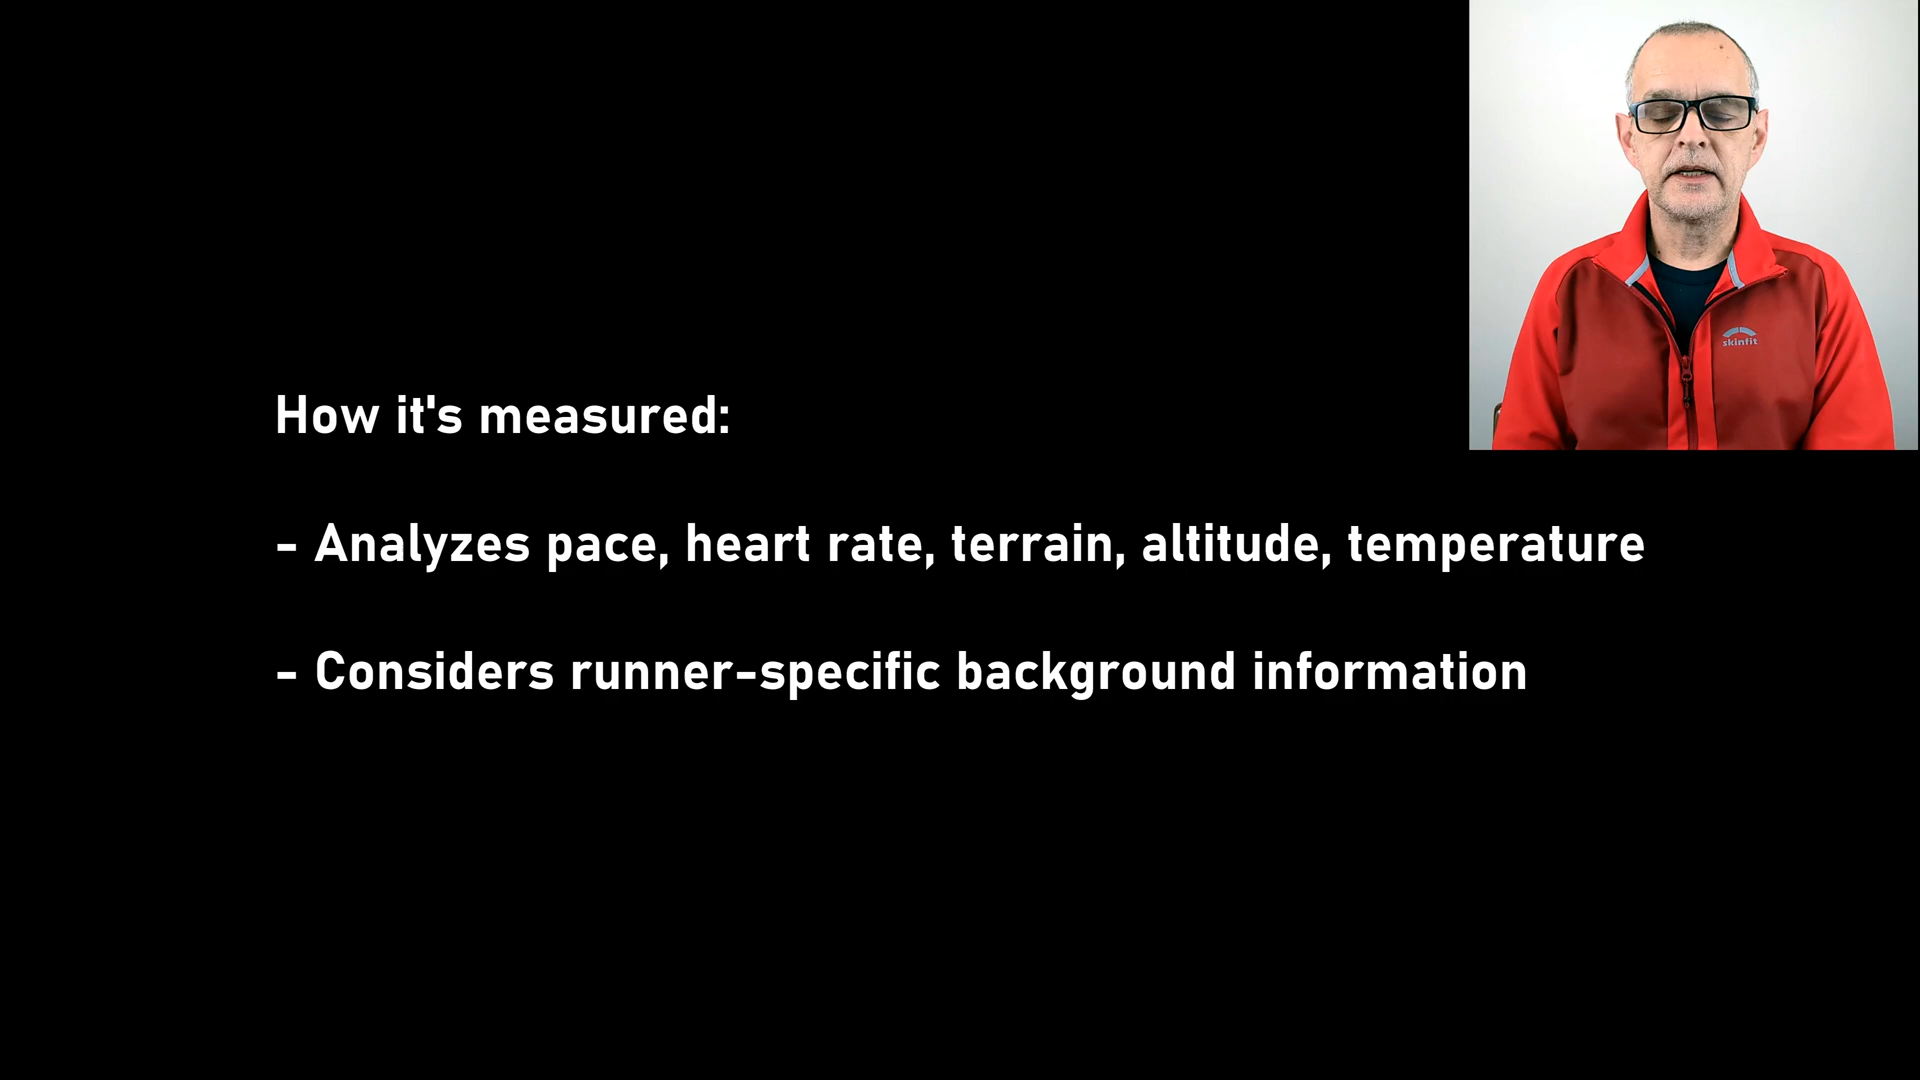 How it's measured:
- Analyzes pace, heart rate, terrain, altitude, temperature
- Considers runner-specific background information
skinfit